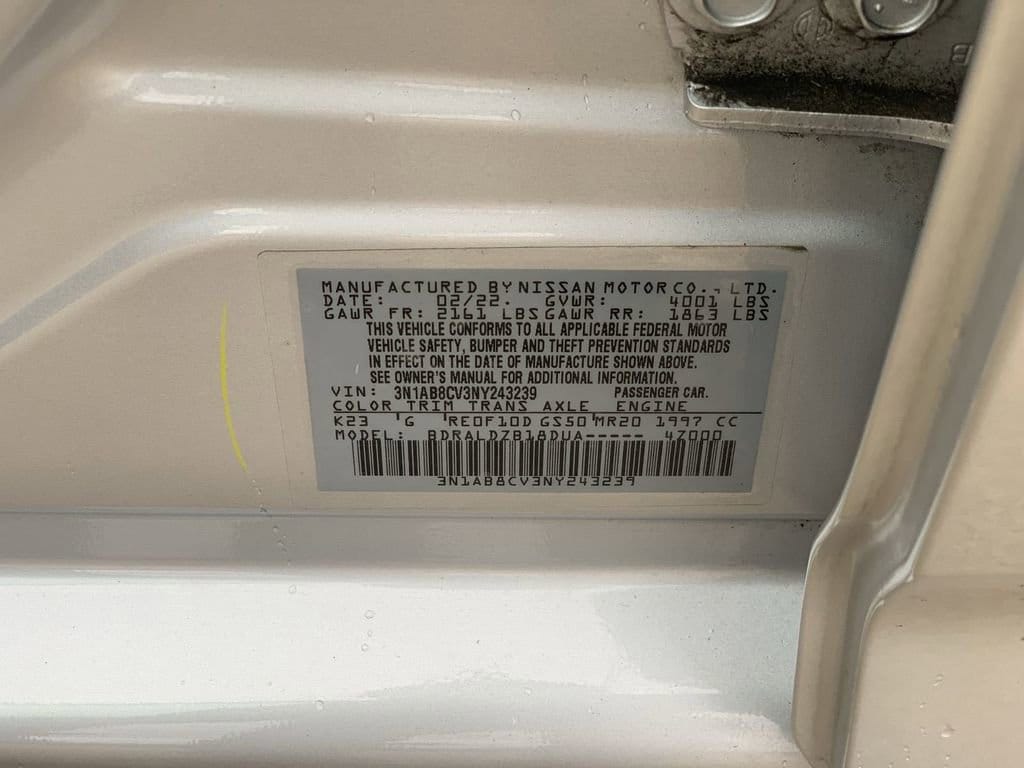 MANUFACTURED BY NISSAN MOTOR CO., LTD.
DATE: 02/22. GVWR: 4001 LBS
GAWR FR: 2161 LBS GAWR RR: 1863 LBS
THIS VEHICLE CONFORMS TO ALL APPLICABLE FEDERAL MOTOR
VEHICLE SAFETY, BUMPER AND THEFT PREVENTION STANDARDS
IN EFFECT ON THE DATE OF MANUFACTURE SHOWN ABOVE.
SEE OWNER'S MANUAL FOR ADDITIONAL INFORMATION.
VIN: 3N1AB8CV3NY243239 PASSENGER CAR.
COLOR TRIM TRANS AXLE ENGINE
K23 'G 'RE0F10D GS50'MR20 1997 CC
MODEL: BDRALDZB18DUA----- 4Z000
3N1AB8CV3NY243239